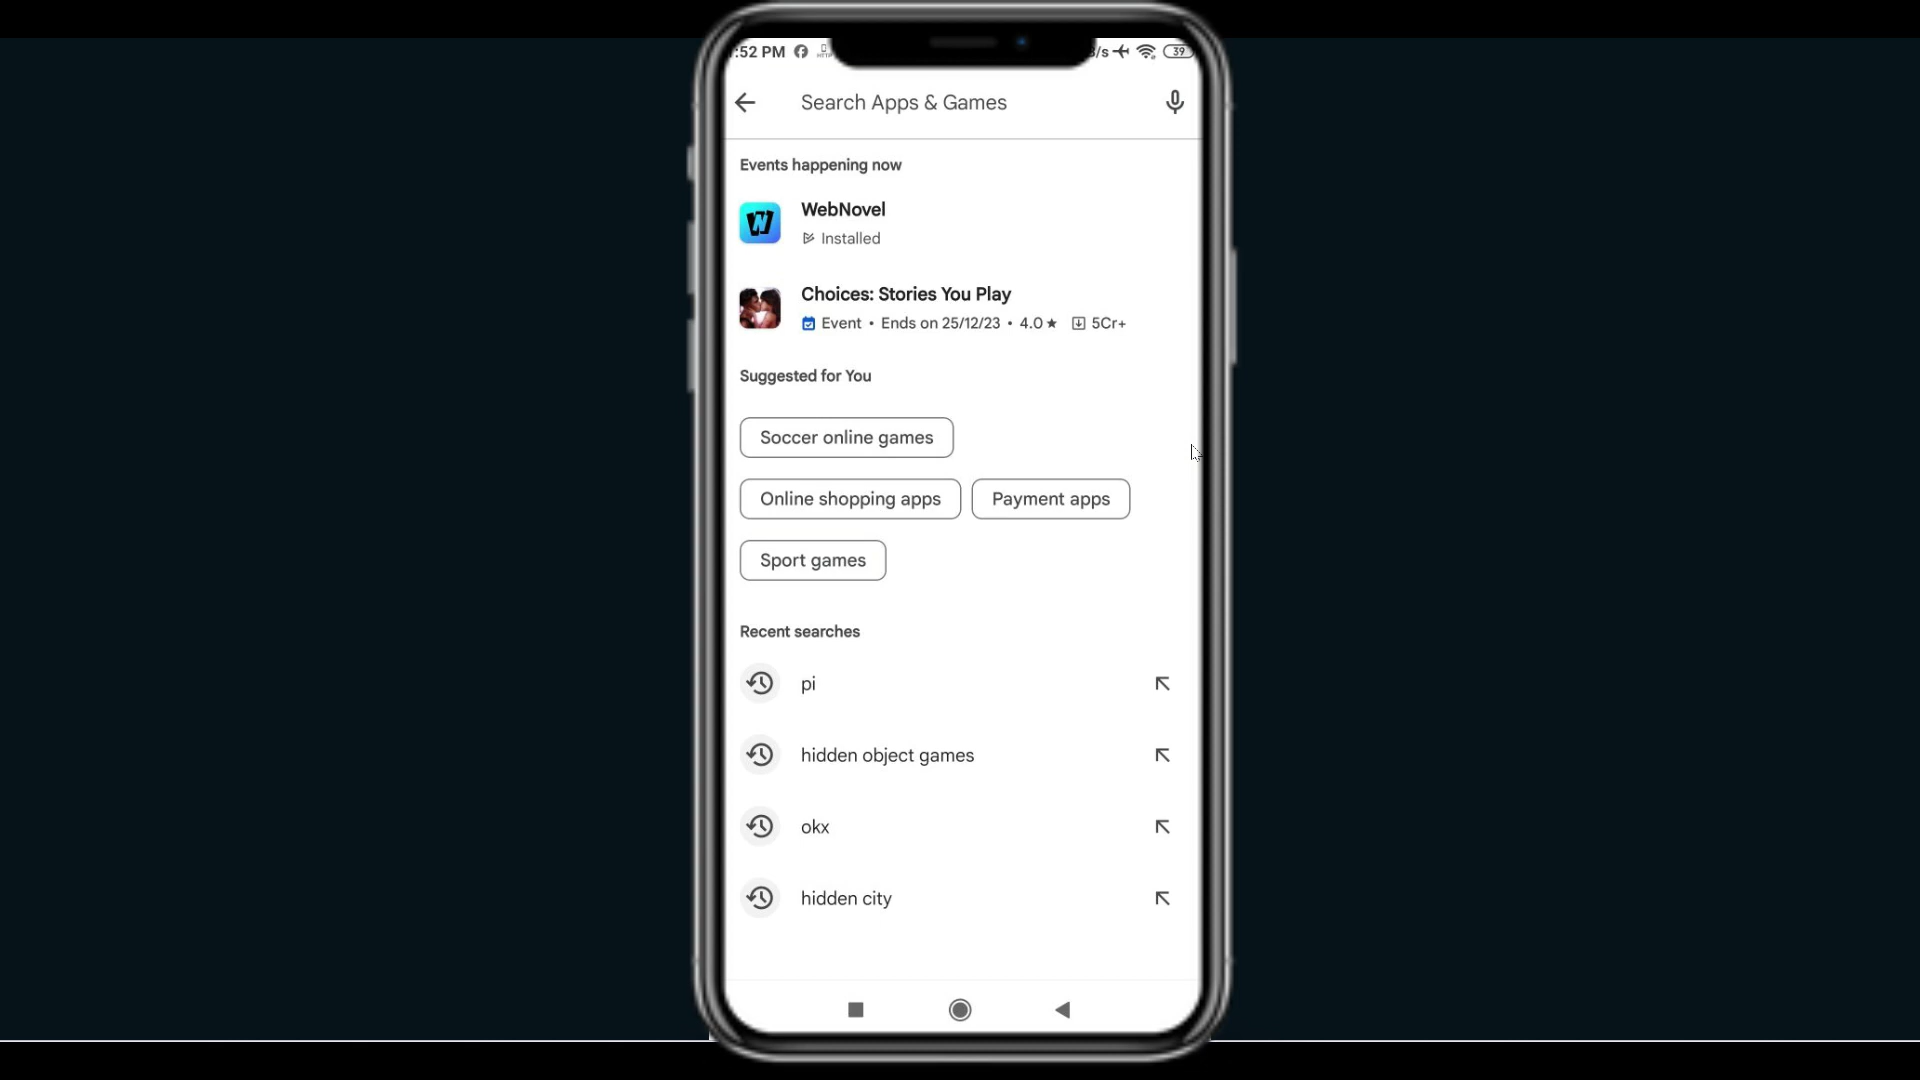 :52 PM
/s 39
Search Apps & Games
Events happening now
WebNovel
Installed
Choices: Stories You Play
Event • Ends on 25/12/23 • 4.0 ★ 5Cr+
Suggested for You
Soccer online games
Online shopping apps
Payment apps
Sport games
Recent searches
pi
hidden object games
okx
hidden city